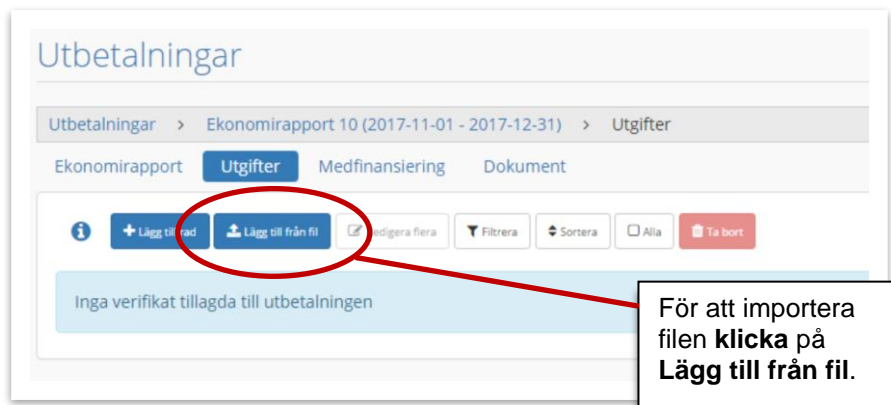 Utbetalningar
Utbetalningar > Ekonomirapport 10 (2017-11-01 - 2017-12-31) > Utgifter
Ekonomirapport Utgifter Medfinansiering Dokument
Lägg till rad Lägg till från fil Redigera flera Filtrera Sortera Alla Ta bort
Inga verifikat tillagda till utbetalningen
För att importera
filen klicka på
Lägg till från fil.